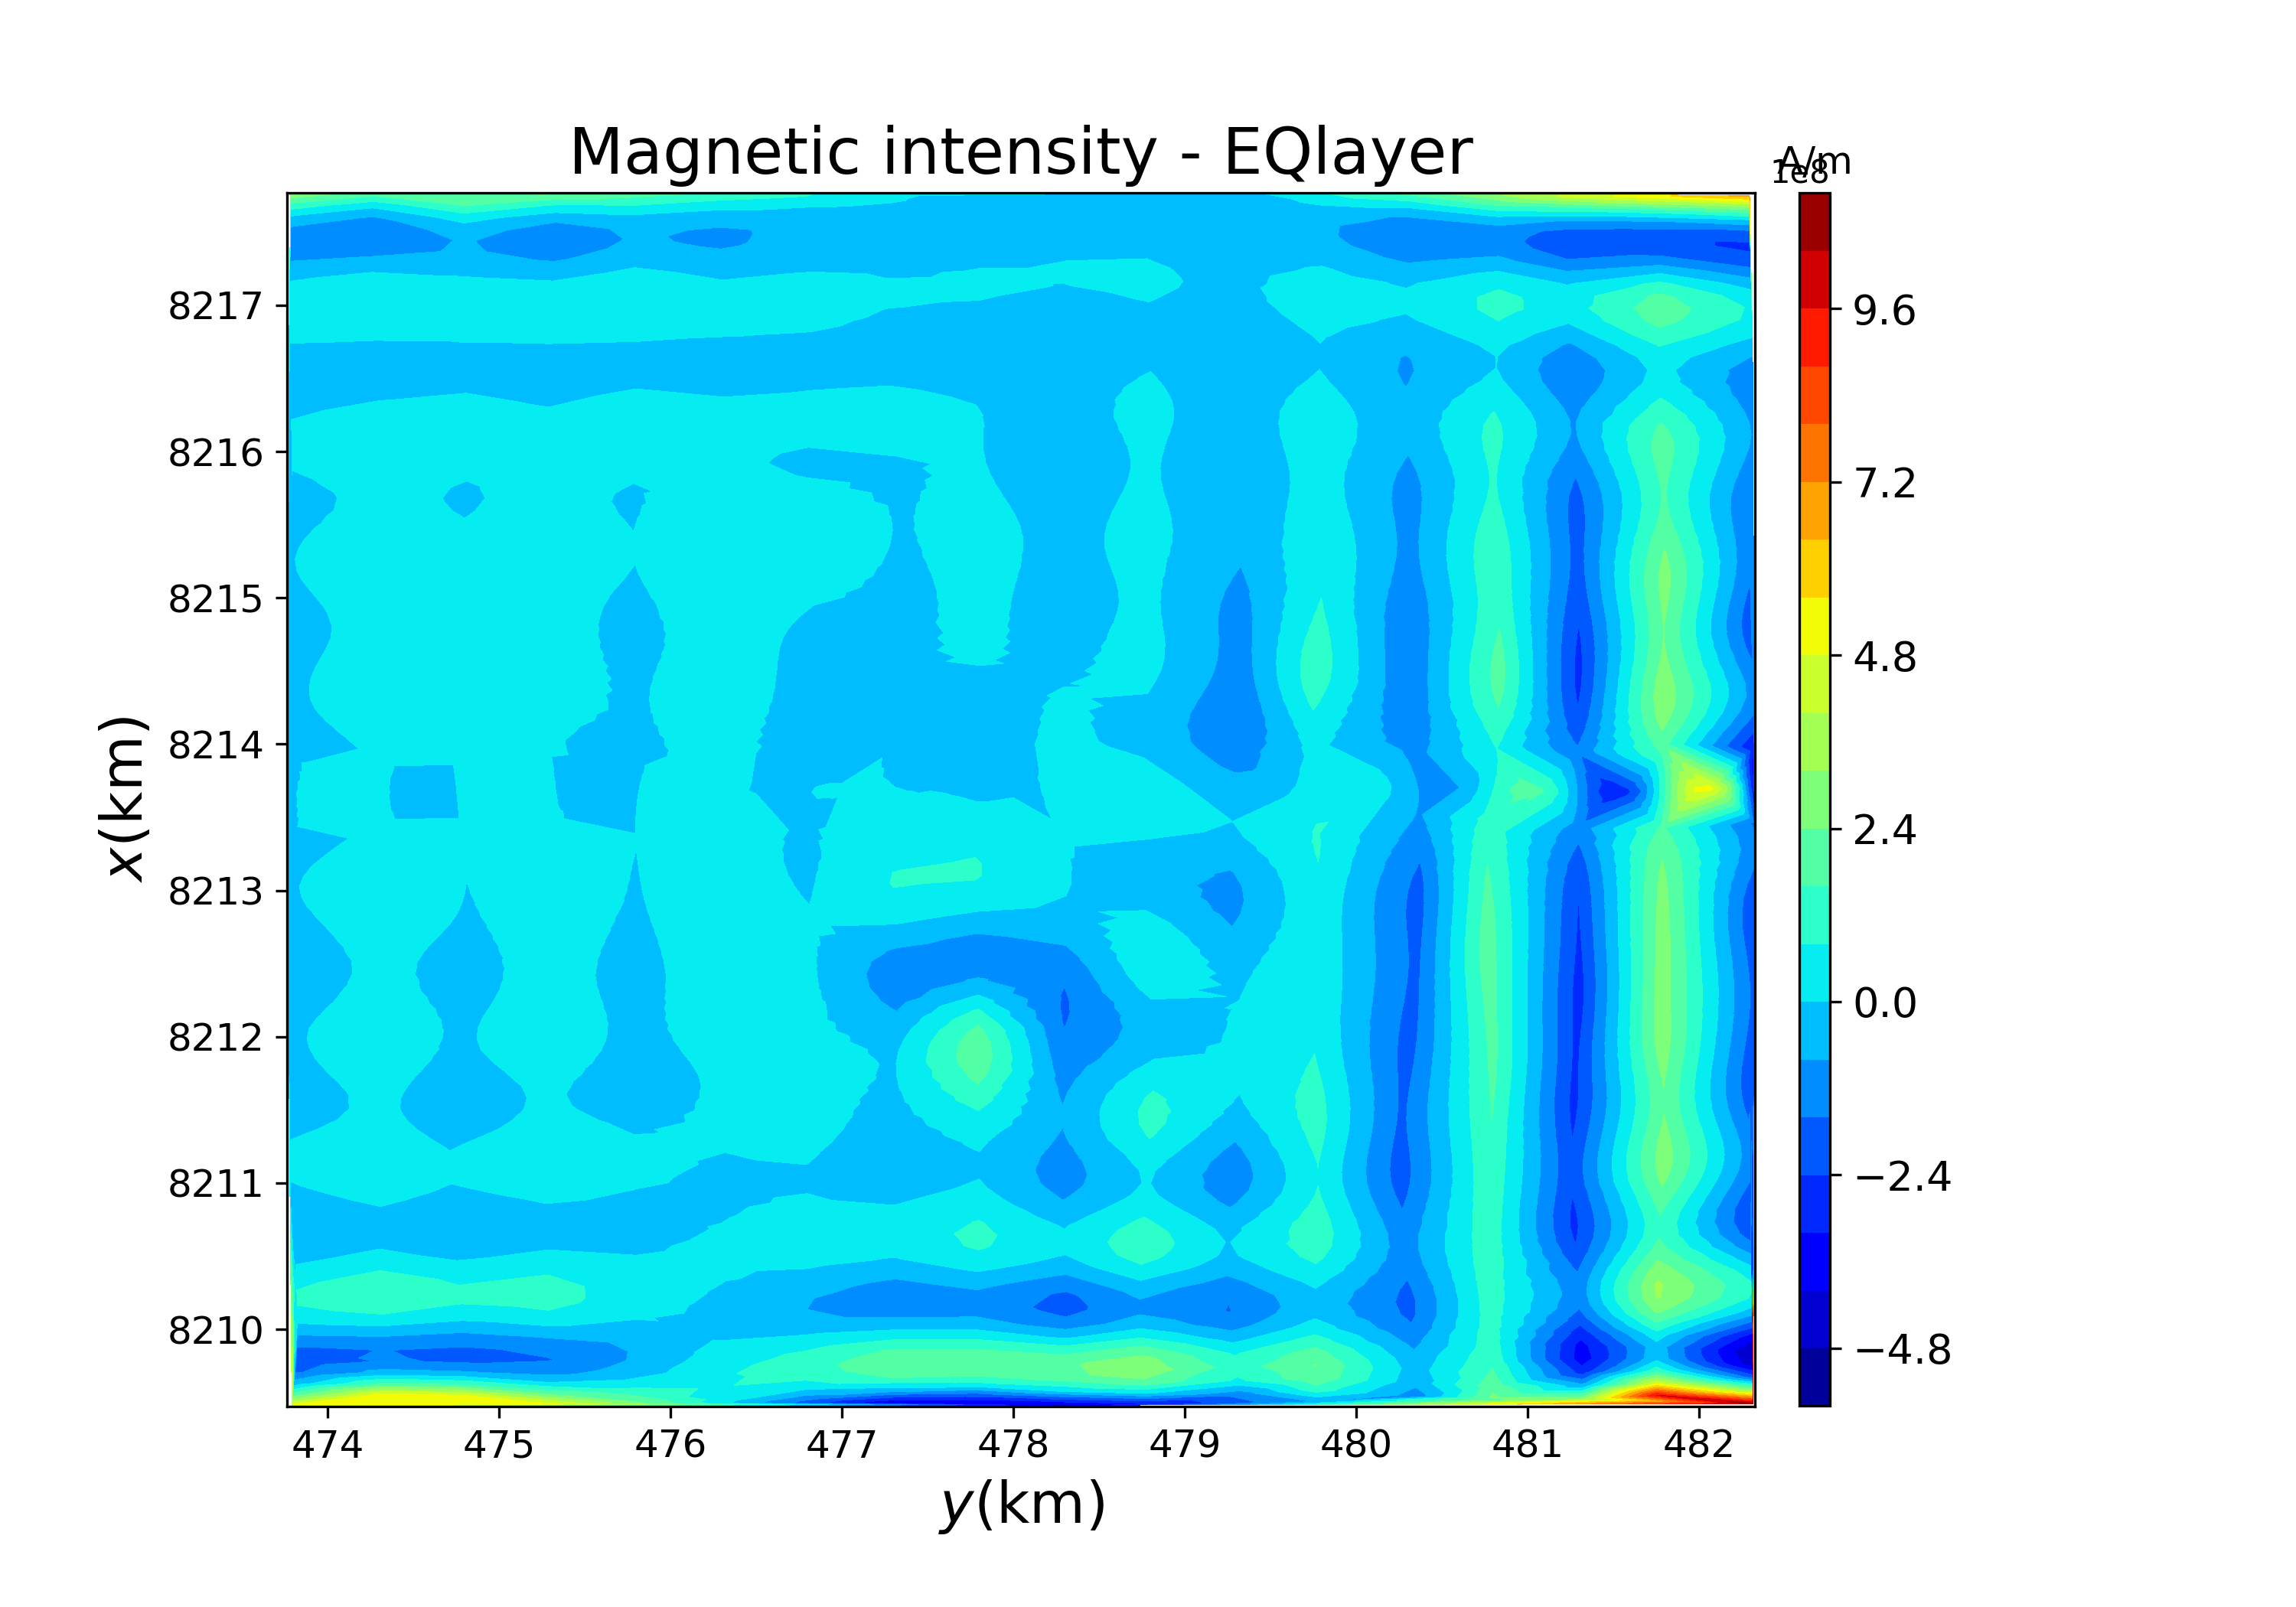 Magnetic intensity - EQlayer
A/m
1e8
9.6
7.2
4.8
2.4
0.0
−2.4
−4.8
x(km)
8217
8216
8215
8214
8213
8212
8211
8210
474 475 476 477 478 479 480 481 482
y(km)